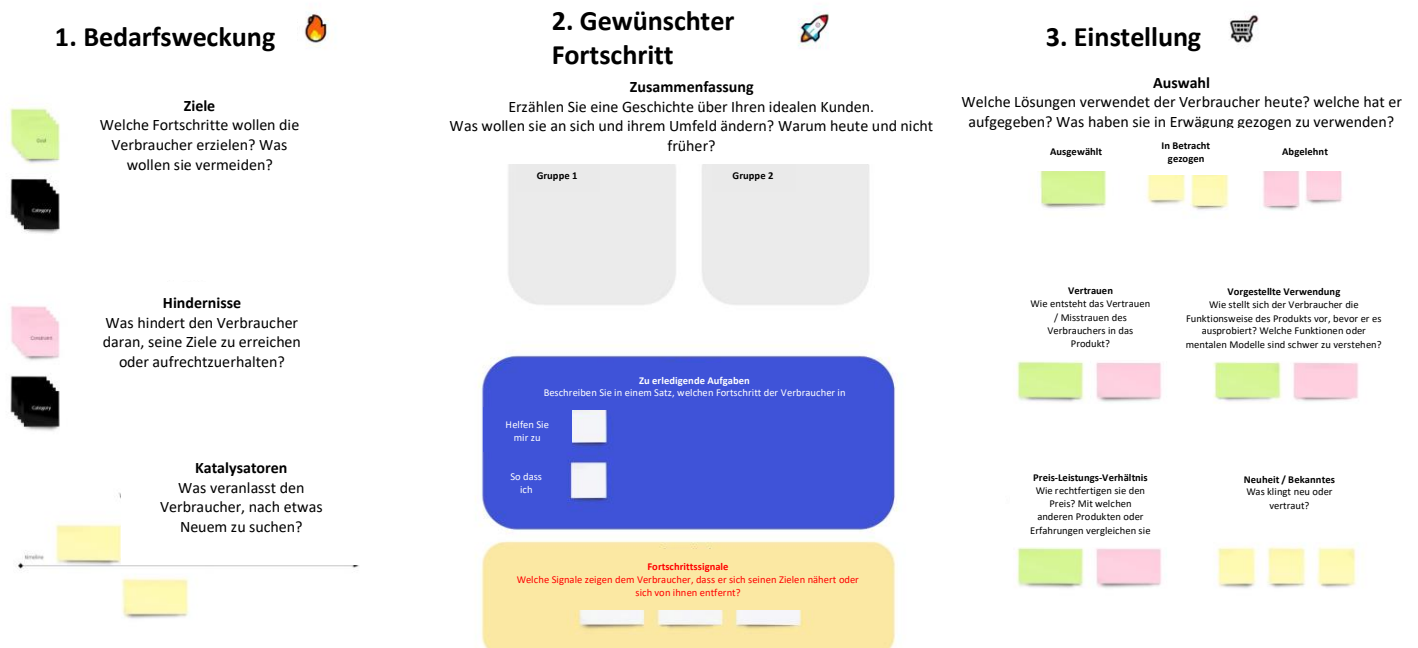 1. Bedarfsweckung
Ziele
Welche Fortschritte wollen die
Verbraucher erzielen? Was
wollen sie vermeiden?
Goal
Category
Hindernisse
Was hindert den Verbraucher
daran, seine Ziele zu erreichen
oder aufrechtzuerhalten?
Constraint
Category
Katalysatoren
Was veranlasst den
Verbraucher, nach etwas
Neuem zu suchen?
timeline
2. Gewünschter
Fortschritt
Zusammenfassung
Erzählen Sie eine Geschichte über Ihren idealen Kunden.
Was wollen sie an sich und ihrem Umfeld ändern? Warum heute und nicht
früher?
Gruppe 1
Gruppe 2
Zu erledigende Aufgaben
Beschreiben Sie in einem Satz, welchen Fortschritt der Verbraucher in
Helfen Sie
mir zu
So dass
ich
Fortschrittssignale
Welche Signale zeigen dem Verbraucher, dass er sich seinen Zielen nähert oder
sich von ihnen entfernt?
3. Einstellung
Auswahl
Welche Lösungen verwendet der Verbraucher heute? welche hat er
aufgegeben? Was haben sie in Erwägung gezogen zu verwenden?
Ausgewählt
In Betracht
gezogen
Abgelehnt
Vertrauen
Wie entsteht das Vertrauen
/ Misstrauen des
Verbrauchers in das
Produkt?
Vorgestellte Verwendung
Wie stellt sich der Verbraucher die
Funktionsweise des Produkts vor, bevor er es
ausprobiert? Welche Funktionen oder
mentalen Modelle sind schwer zu verstehen?
Preis-Leistungs-Verhältnis
Wie rechtfertigen sie den
Preis? Mit welchen
anderen Produkten oder
Erfahrungen vergleichen sie
Neuheit / Bekanntes
Was klingt neu oder
vertraut?